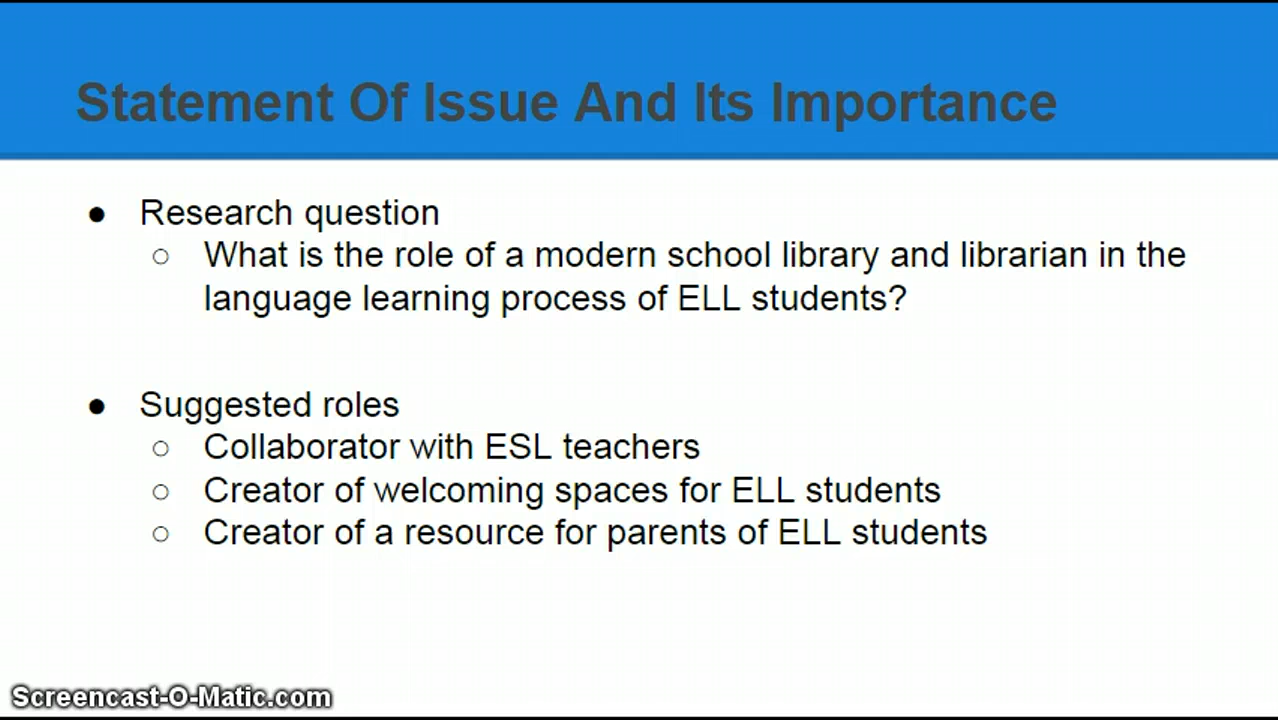 Statement Of Issue And Its Importance
● Research question
○ What is the role of a modern school library and librarian in the
language learning process of ELL students?
● Suggested roles
○ Collaborator with ESL teachers
○ Creator of welcoming spaces for ELL students
○ Creator of a resource for parents of ELL students
Screencast-O-Matic.com